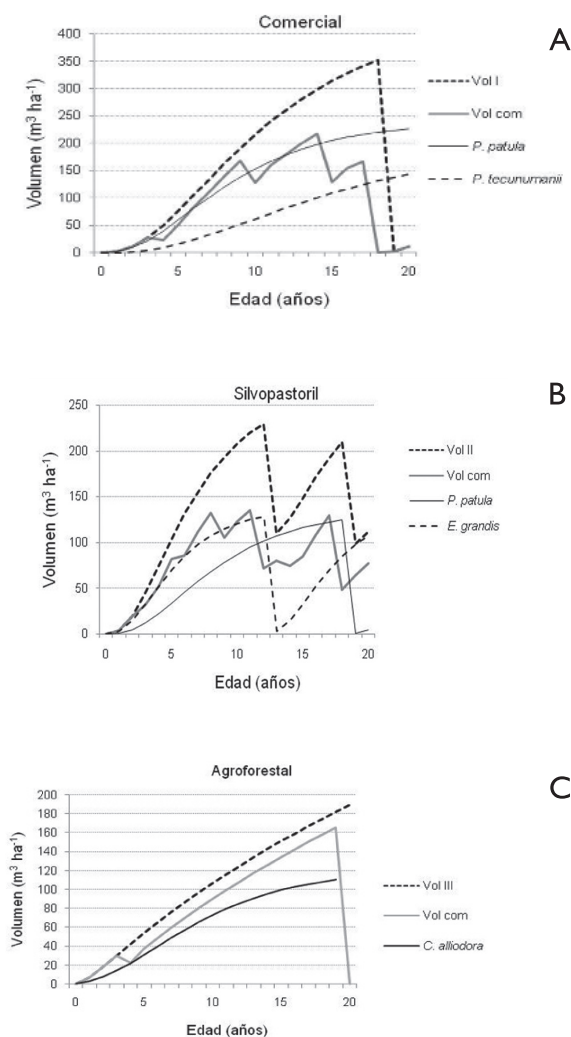 Comercial
A
Volumen (m³ ha⁻¹)
400
350
300
250
200
150
100
50
0
0 5 10 15 20
Edad (años)
Vol I
Vol com
P. patula
P. tecunumanii
Silvopastoril
B
Volumen (m³ ha⁻¹)
250
200
150
100
50
0
0 5 10 15 20
Edad (años)
Vol II
Vol com
P. patula
E. grandis
Agroforestal
C
Volumen (m³ ha⁻¹)
200
180
160
140
120
100
80
60
40
20
0
0 5 10 15 20
Edad (años)
Vol III
Vol com
C. alliodora